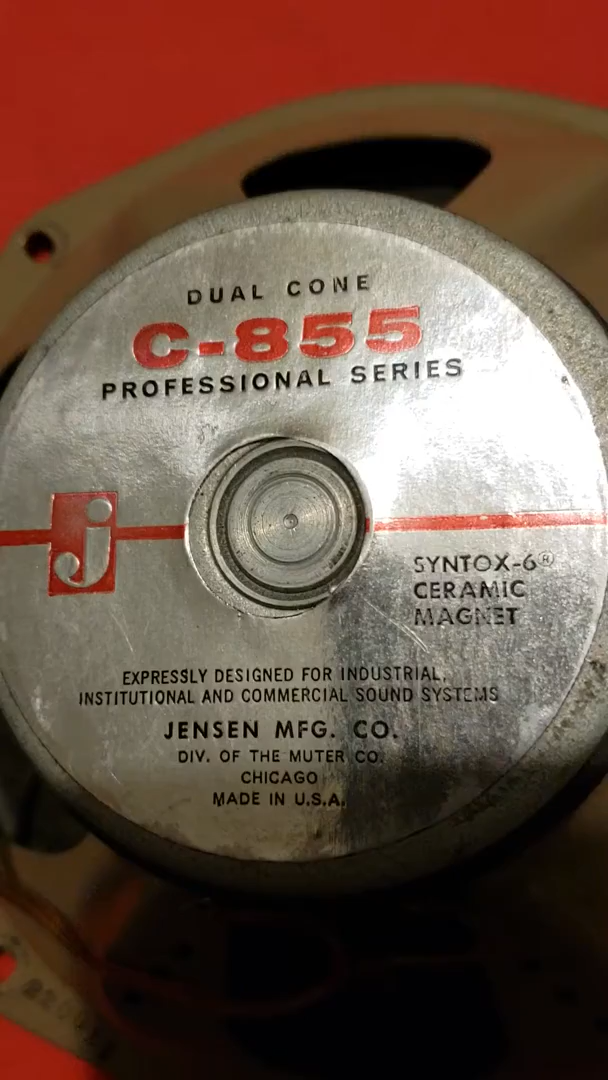 DUAL CONE
C-855
PROFESSIONAL SERIES
j
SYNTOX-6®
CERAMIC
MAGNET
EXPRESSLY DESIGNED FOR INDUSTRIAL,
INSTITUTIONAL AND COMMERCIAL SOUND SYSTEMS
JENSEN MFG. CO.
DIV. OF THE MUTER CO.
CHICAGO
MADE IN U.S.A.